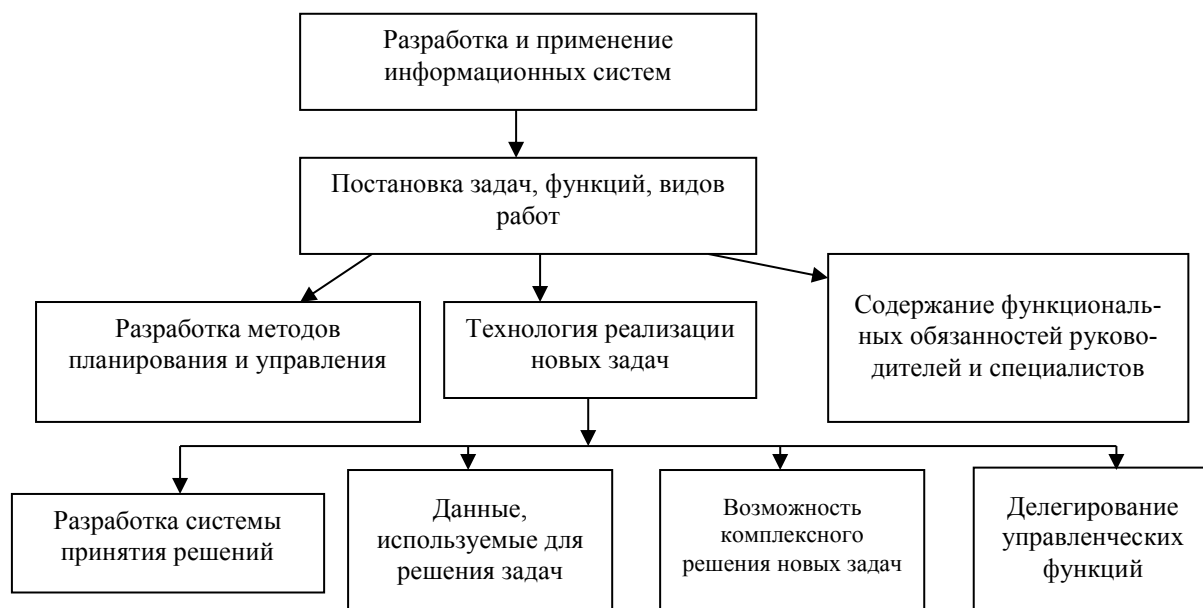 Разработка и применение
информационных систем
Постановка задач, функций, видов
работ
Разработка методов
планирования и управления
Технология реализации
новых задач
Содержание функциональ-
ных обязанностей руково-
дителей и специалистов
Разработка системы
принятия решений
Данные,
используемые для
решения задач
Возможность
комплексного
решения новых задач
Делегирование
управленческих
функций